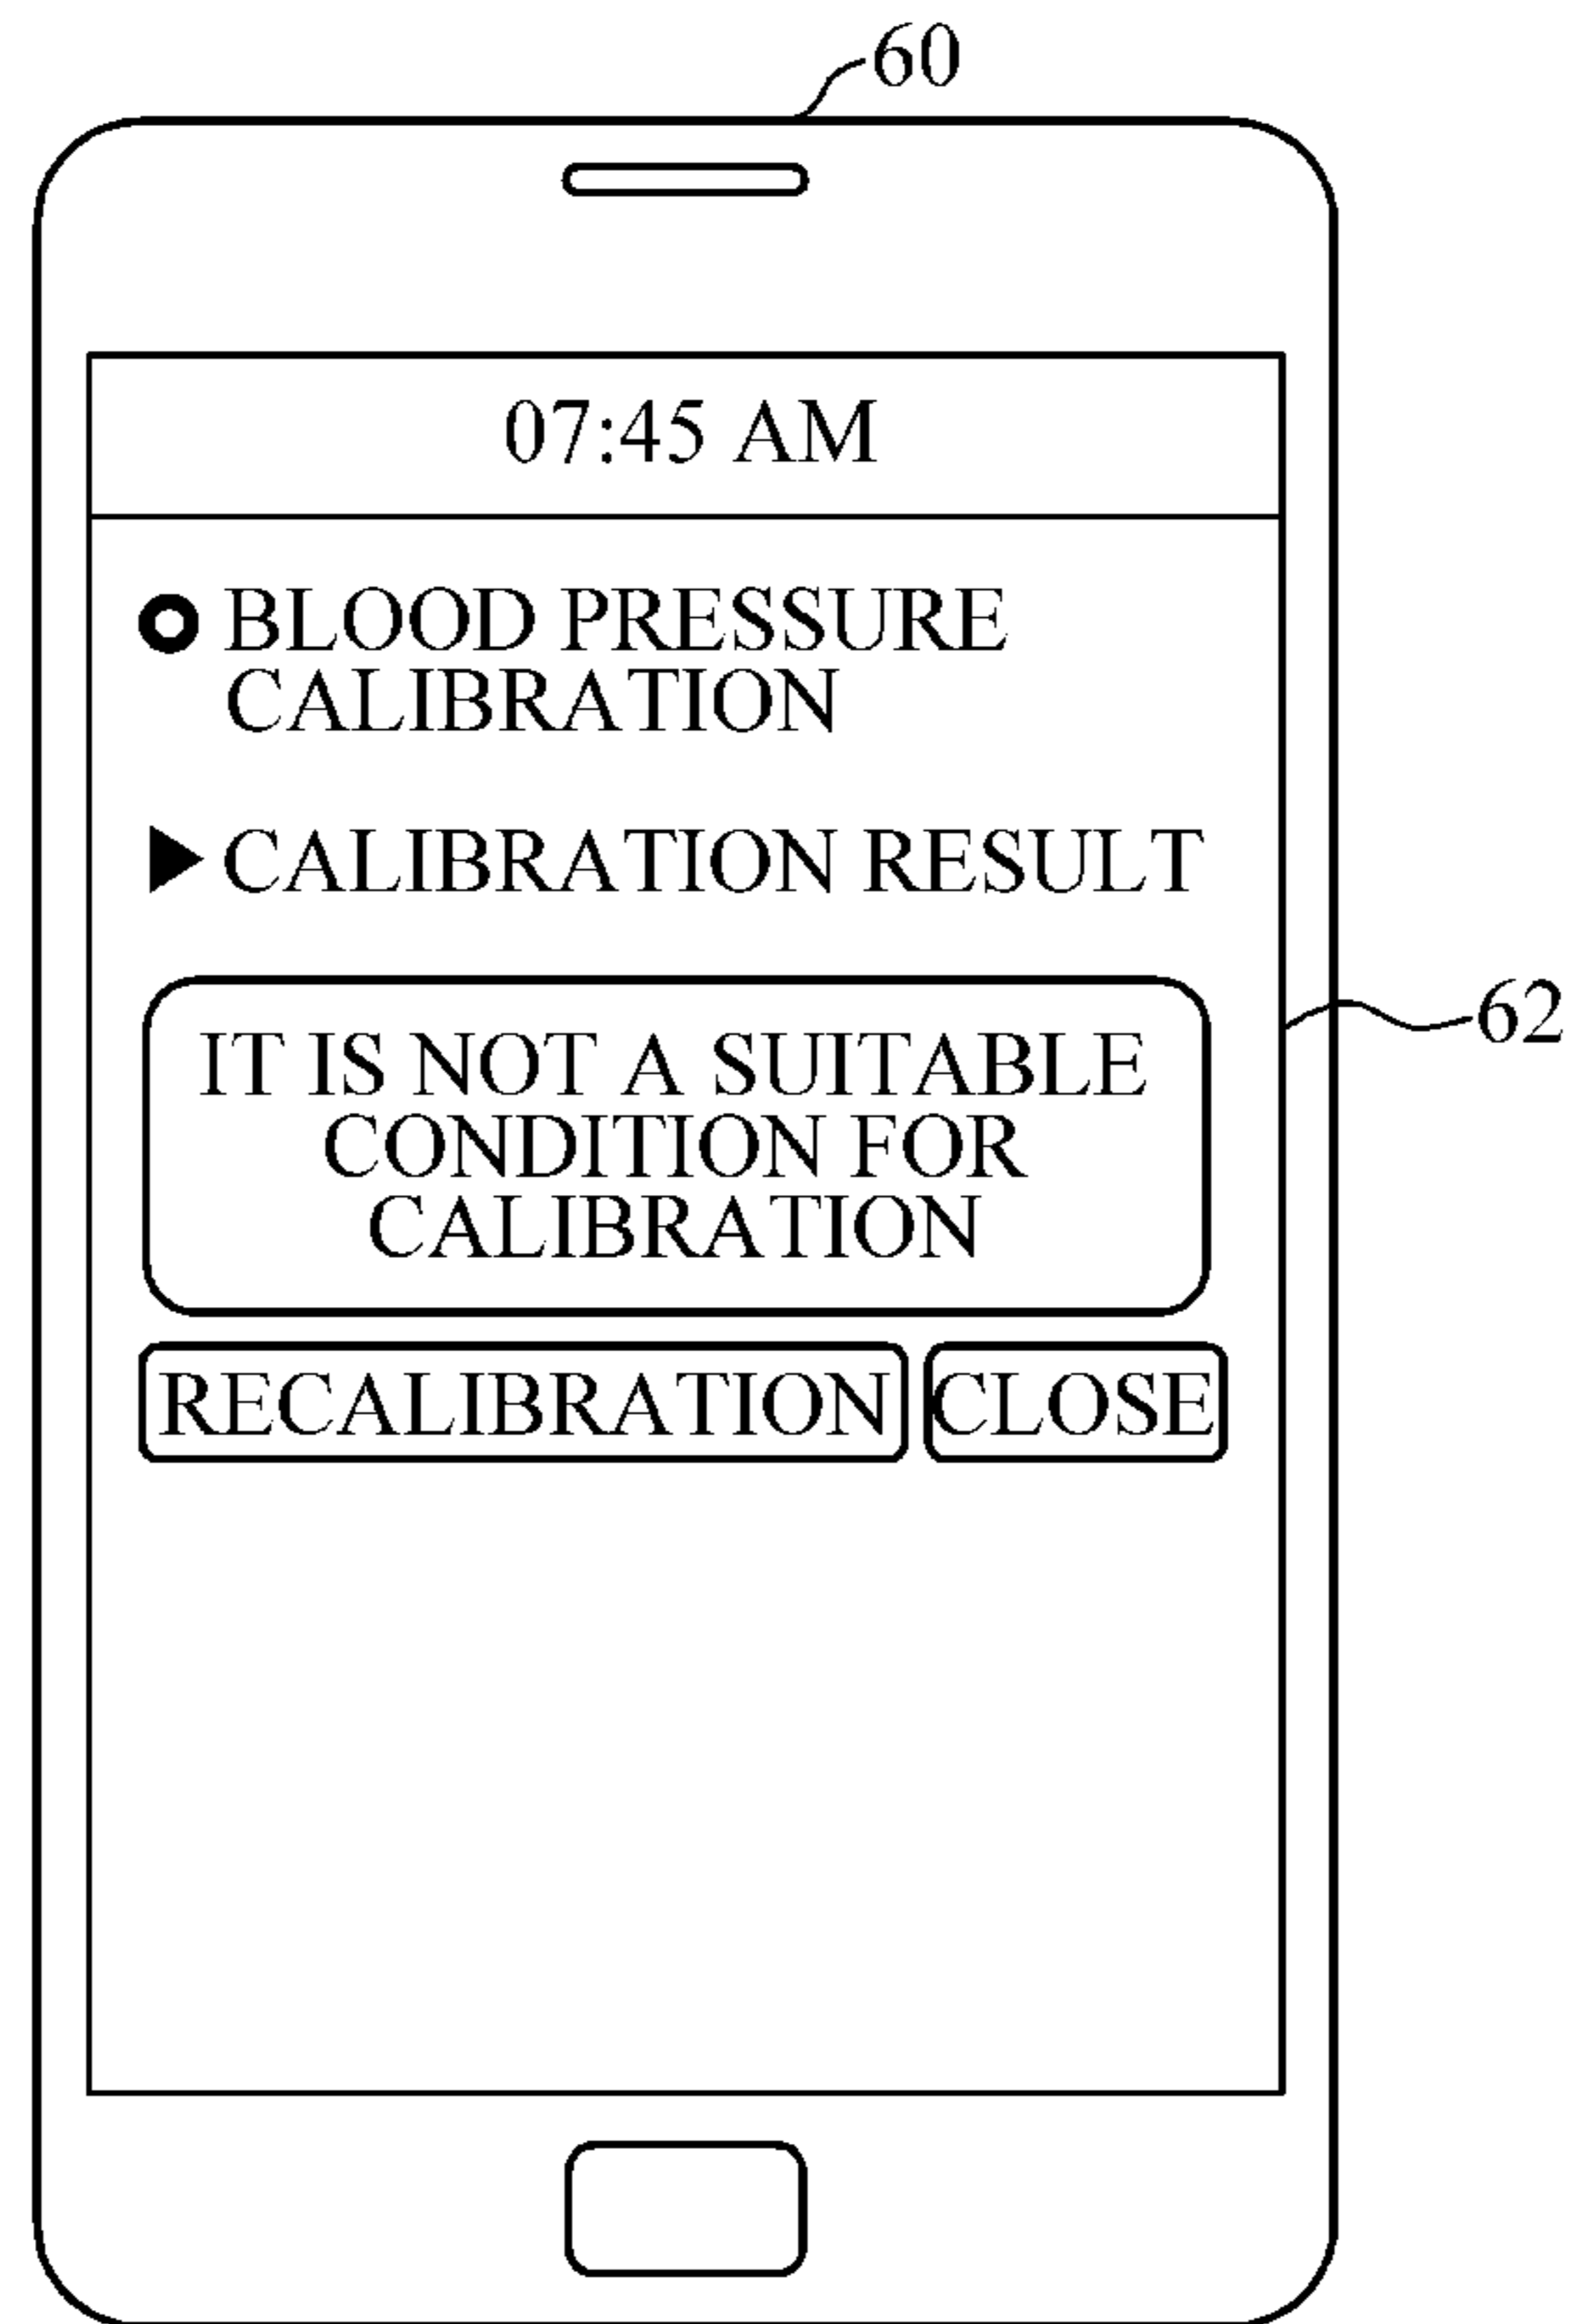 60
07:45 AM
BLOOD PRESSURE
CALIBRATION
CALIBRATION RESULT
62
IT IS NOT A SUITABLE
CONDITION FOR
CALIBRATION
RECALIBRATION CLOSE